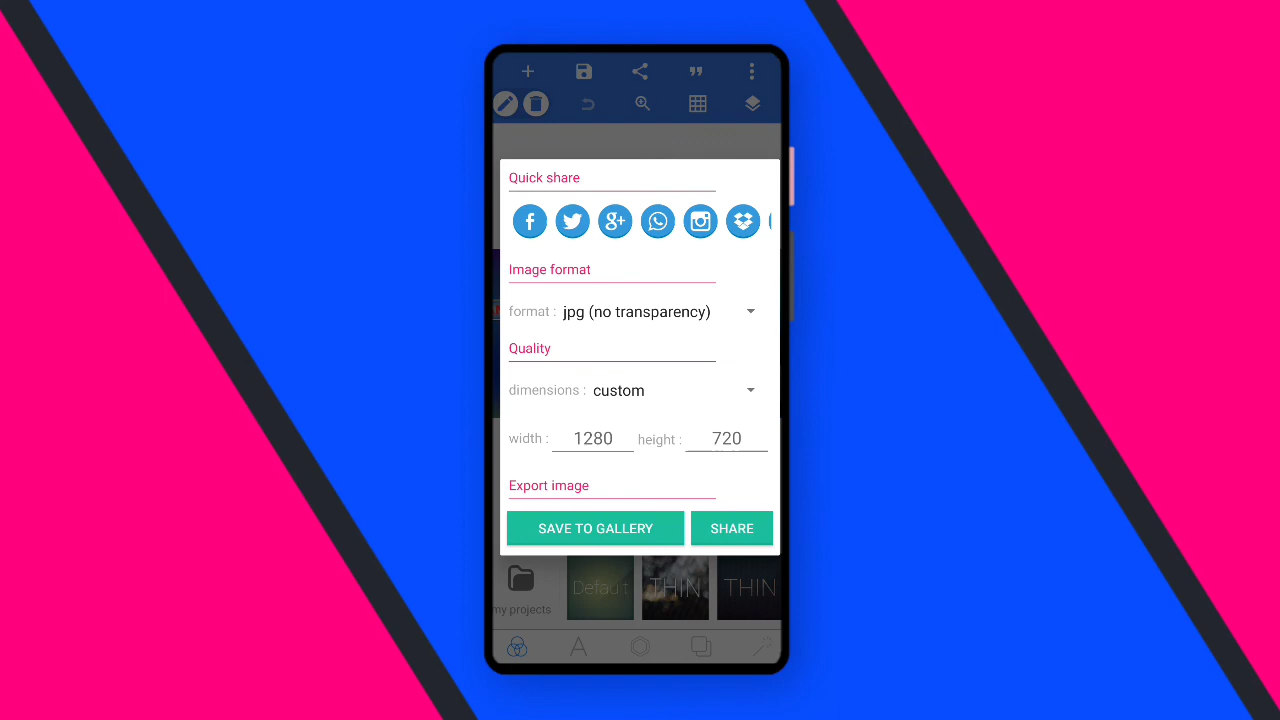 Quick share
Image format
format : jpg (no transparency)
Quality
dimensions : custom
width : 1280 height : 720
Export image
SAVE TO GALLERY SHARE
Default THIN THIN
my projects